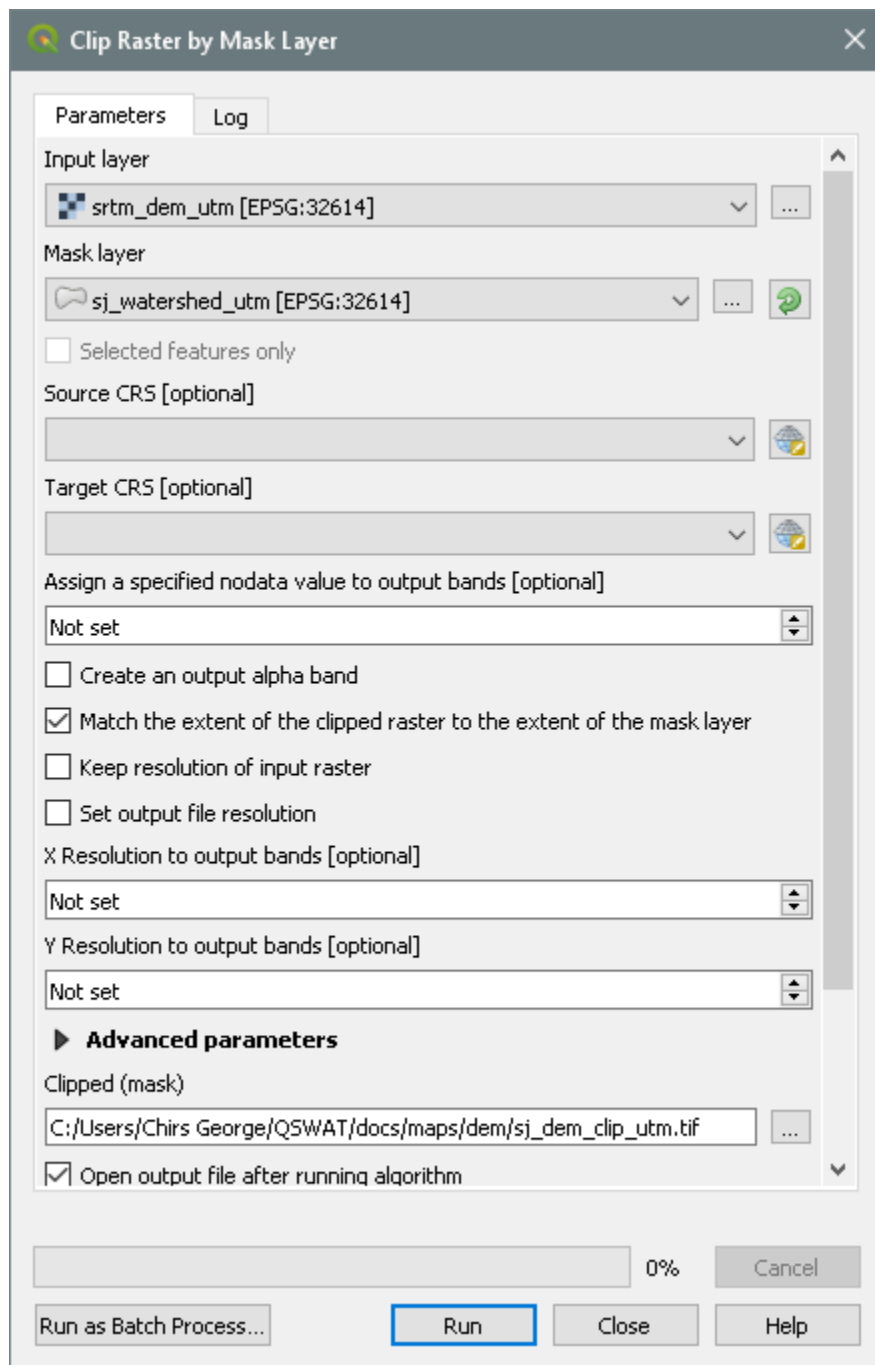 Clip Raster by Mask Layer
Parameters Log
Input layer
srtm_dem_utm [EPSG:32614]
...
Mask layer
sj_watershed_utm [EPSG:32614]
...
Selected features only
Source CRS [optional]
Target CRS [optional]
Assign a specified nodata value to output bands [optional]
Not set
Create an output alpha band
Match the extent of the clipped raster to the extent of the mask layer
Keep resolution of input raster
Set output file resolution
X Resolution to output bands [optional]
Not set
Y Resolution to output bands [optional]
Not set
Advanced parameters
Clipped (mask)
C:/Users/Chirs George/QSWAT/docs/maps/dem/sj_dem_clip_utm.tif
...
Open output file after running algorithm
0% Cancel
Run as Batch Process... Run Close Help